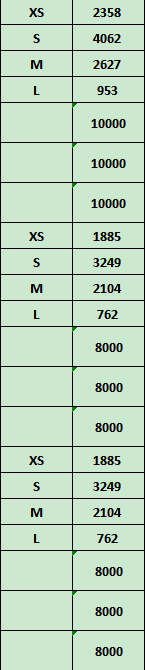 XS 2358
S 4062
M 2627
L 953
10000
10000
10000
XS 1885
S 3249
M 2104
L 762
8000
8000
8000
XS 1885
S 3249
M 2104
L 762
8000
8000
8000